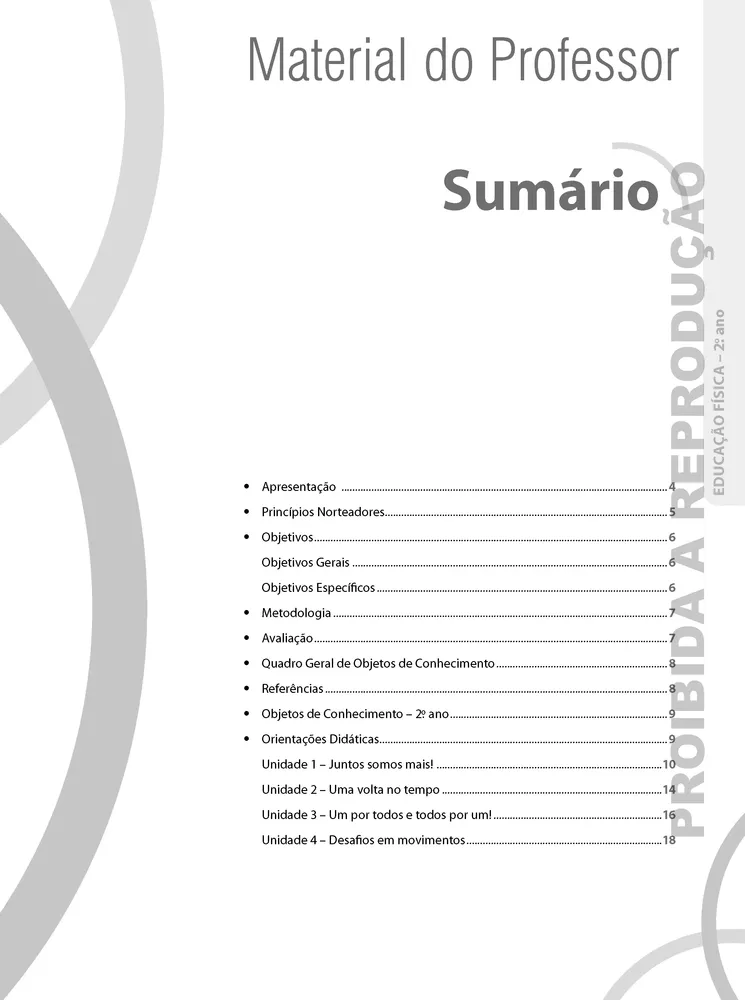 Material do Professor
Sumário
• Apresentação ........................................................................................................................ 4
• Princípios Norteadores........................................................................................................ 5
• Objetivos.................................................................................................................................. 6
Objetivos Gerais ..................................................................................................................... 6
Objetivos Específicos ............................................................................................................ 6
• Metodologia ........................................................................................................................... 7
• Avaliação.................................................................................................................................. 7
• Quadro Geral de Objetos de Conhecimento................................................................ 8
• Referências .............................................................................................................................. 8
• Objetos de Conhecimento – 2º ano................................................................................. 9
• Orientações Didáticas........................................................................................................... 9
Unidade 1 – Juntos somos mais! ....................................................................................10
Unidade 2 – Uma volta no tempo ..................................................................................14
Unidade 3 – Um por todos e todos por um! ...............................................................16
Unidade 4 – Desafios em movimentos.........................................................................18
PROIBIDA A REPRODUÇÃO
EDUCAÇÃO FÍSICA – 2º ano